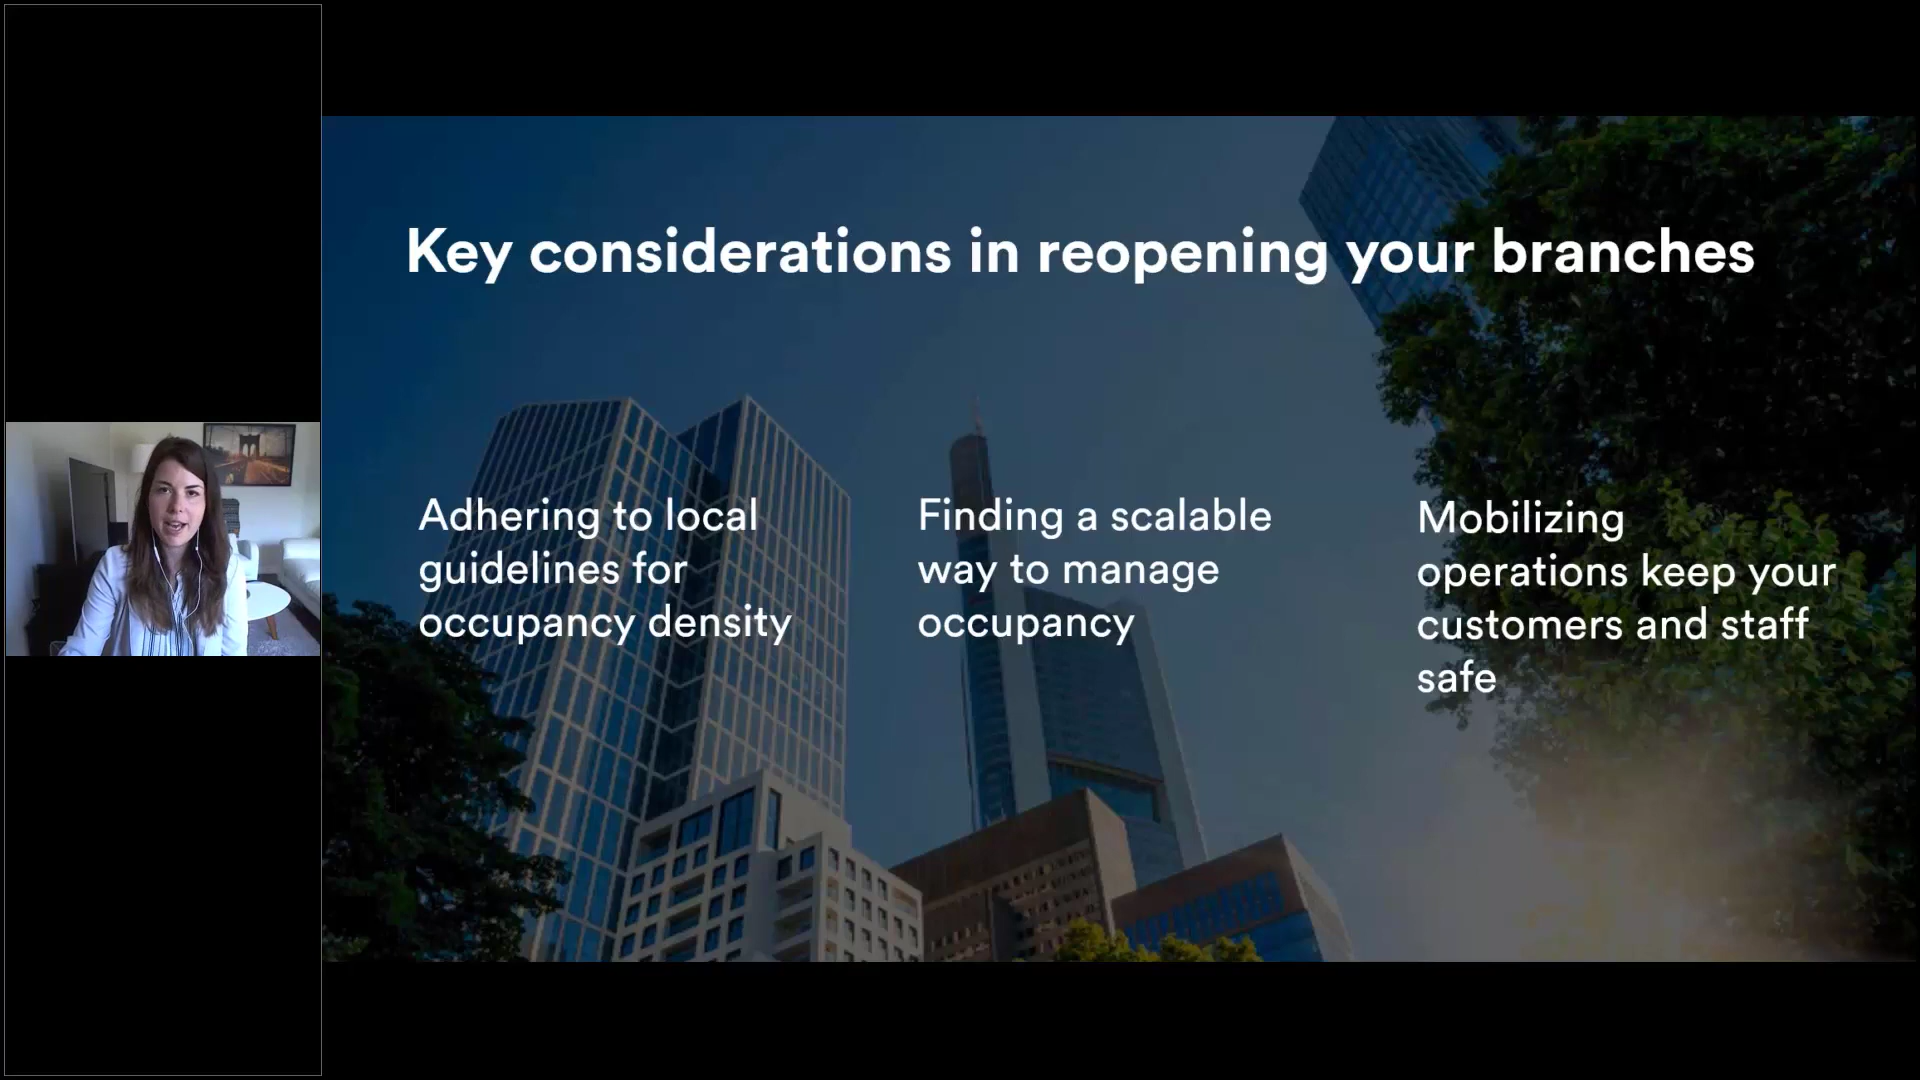 Key considerations in reopening your branches
Adhering to local
guidelines for
occupancy density
Finding a scalable
way to manage
occupancy
Mobilizing
operations keep your
customers and staff
safe